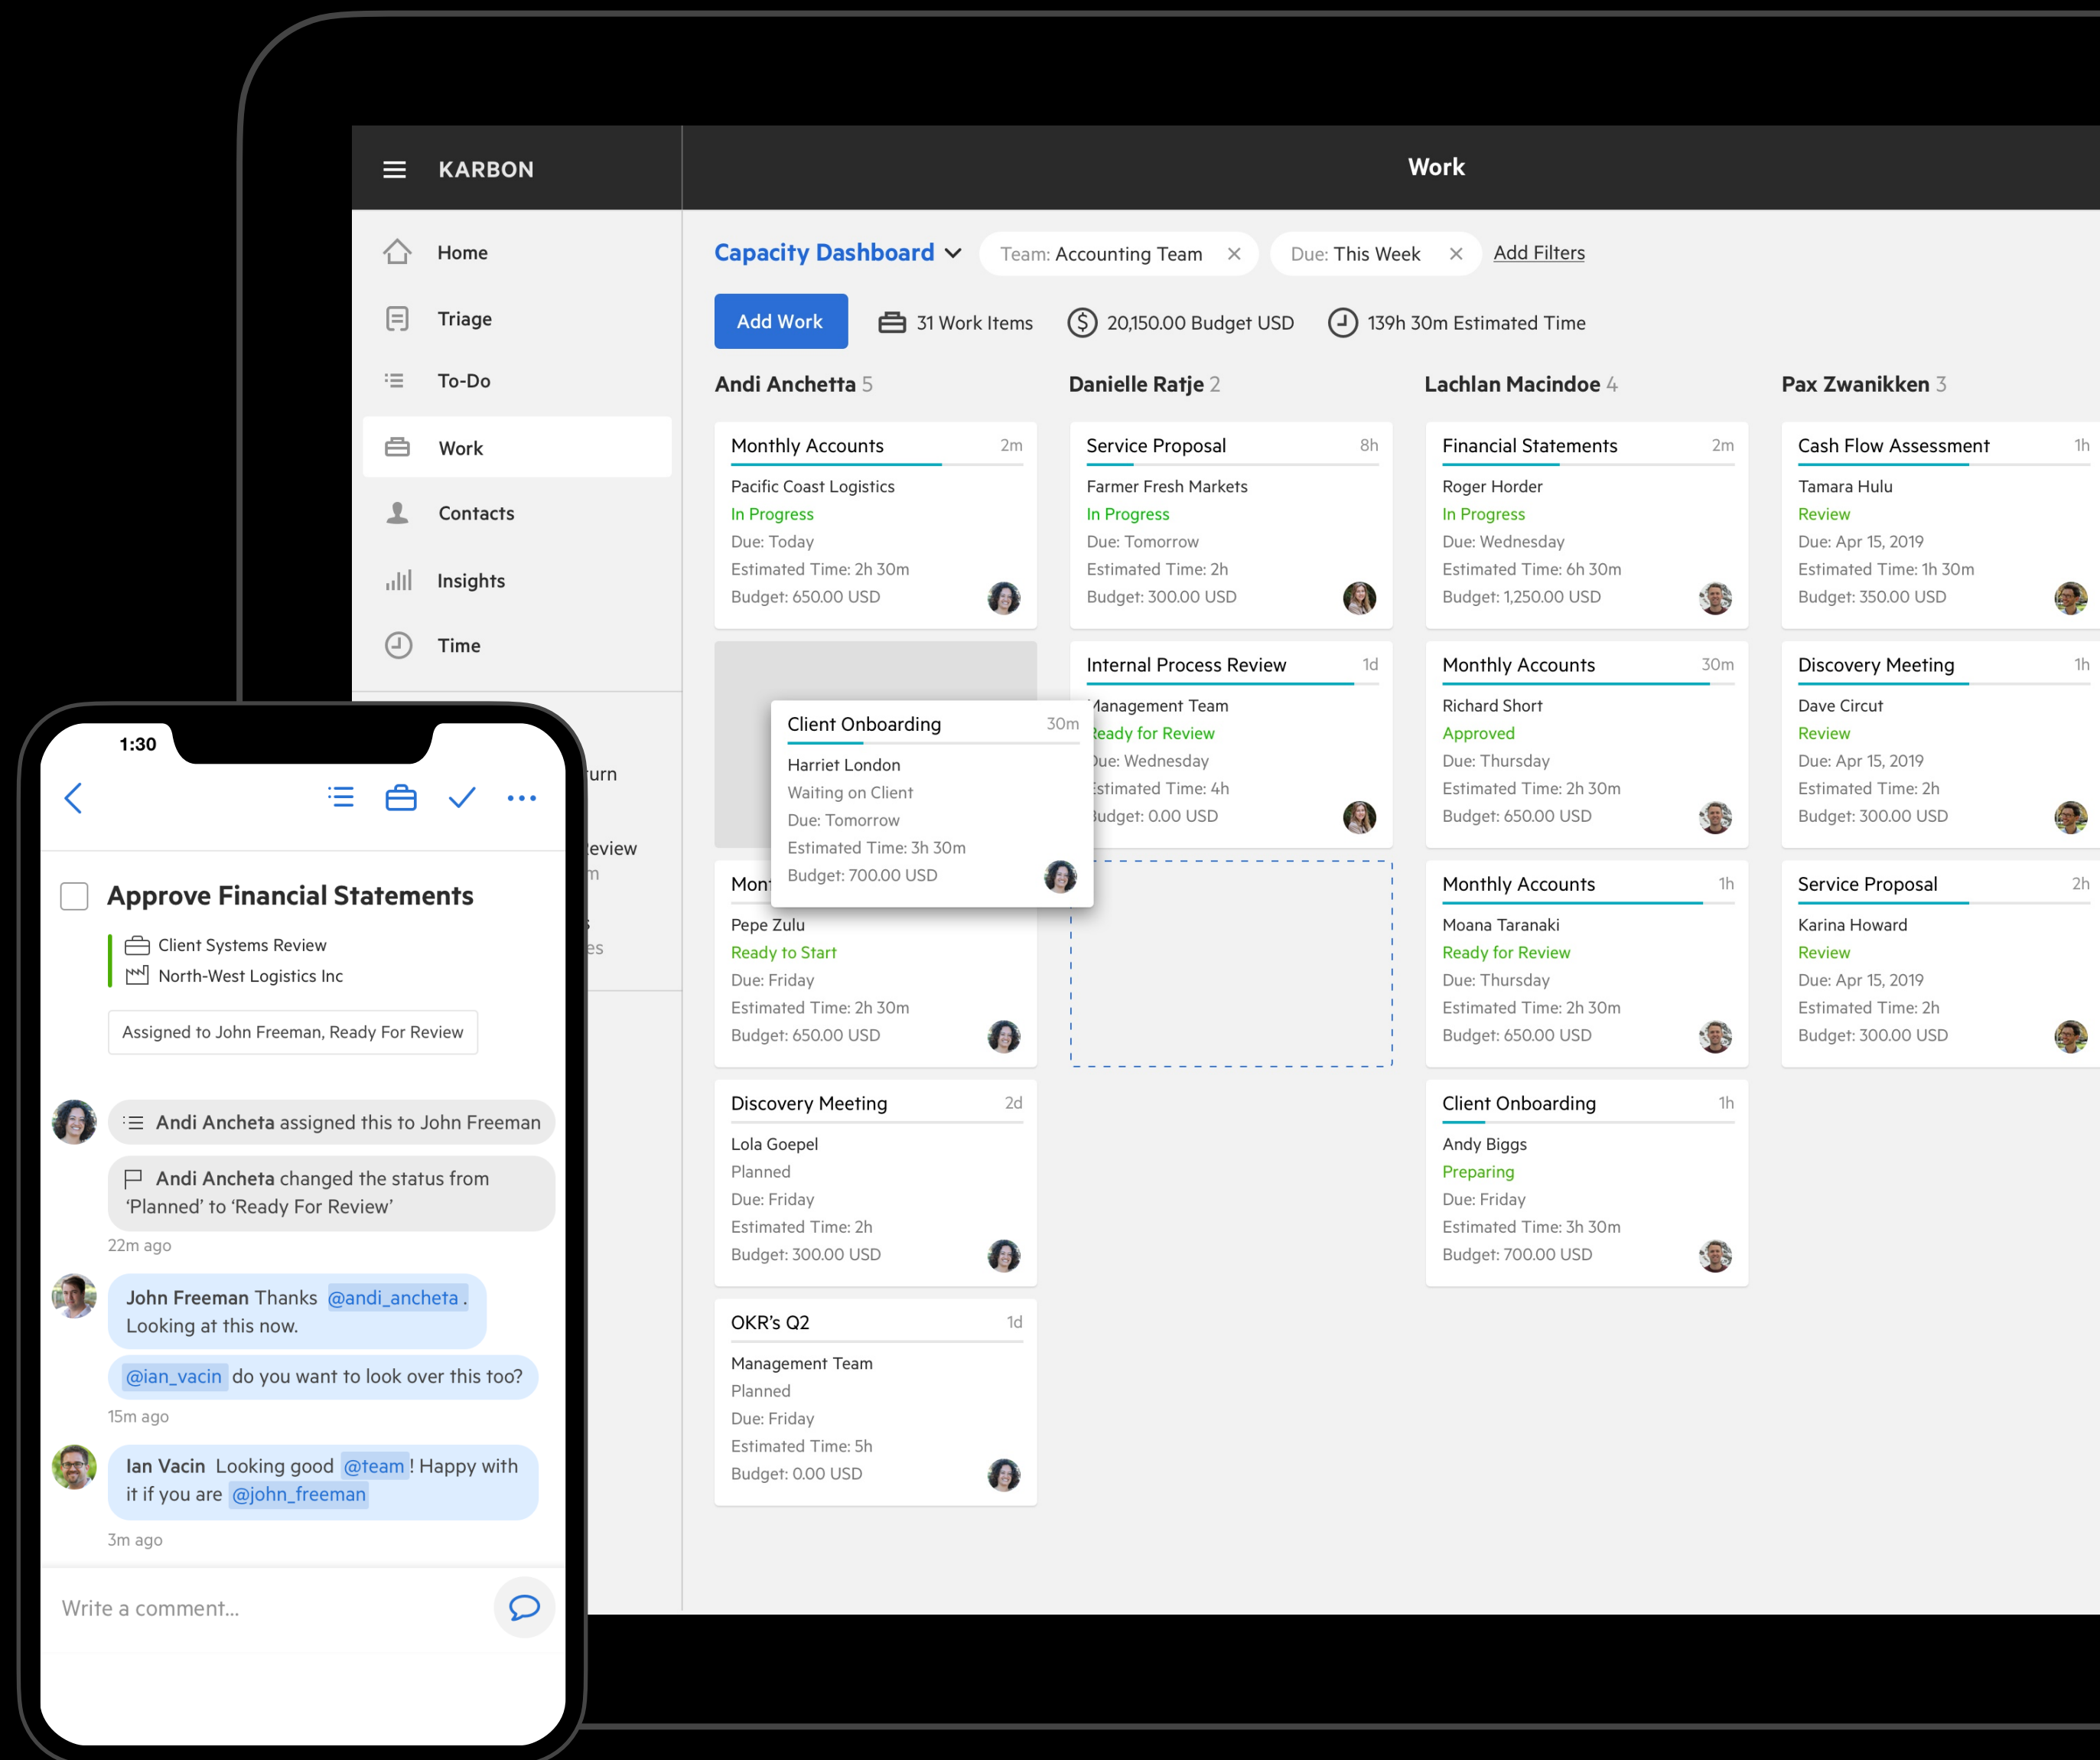 KARBON
Work
Home
Triage
To-Do
Work
Contacts
Insights
Time
Capacity Dashboard
Team: Accounting Team
Due: This Week
Add Filters
Add Work
31 Work Items
$ 20,150.00 Budget USD
139h 30m Estimated Time
Andi Anchetta 5
Monthly Accounts 2m
Pacific Coast Logistics
In Progress
Due: Today
Estimated Time: 2h 30m
Budget: 650.00 USD
Client Onboarding 30m
Harriet London
Waiting on Client
Due: Tomorrow
Estimated Time: 3h 30m
Budget: 700.00 USD
Pepe Zulu
Ready to Start
Due: Friday
Estimated Time: 2h 30m
Budget: 650.00 USD
Discovery Meeting 2d
Lola Goepel
Planned
Due: Friday
Estimated Time: 2h
Budget: 300.00 USD
OKR’s Q2 1d
Management Team
Planned
Due: Friday
Estimated Time: 5h
Budget: 0.00 USD
Danielle Ratje 2
Service Proposal 8h
Farmer Fresh Markets
In Progress
Due: Tomorrow
Estimated Time: 2h
Budget: 300.00 USD
Internal Process Review 1d
Management Team
Ready for Review
Due: Wednesday
Estimated Time: 4h
Budget: 0.00 USD
Lachlan Macindoe 4
Financial Statements 2m
Roger Horder
In Progress
Due: Wednesday
Estimated Time: 6h 30m
Budget: 1,250.00 USD
Monthly Accounts 30m
Richard Short
Approved
Due: Thursday
Estimated Time: 2h 30m
Budget: 650.00 USD
Monthly Accounts 1h
Moana Taranaki
Ready for Review
Due: Thursday
Estimated Time: 2h 30m
Budget: 650.00 USD
Client Onboarding 1h
Andy Biggs
Preparing
Due: Friday
Estimated Time: 3h 30m
Budget: 700.00 USD
Pax Zwanikken 3
Cash Flow Assessment 1h
Tamara Hulu
Review
Due: Apr 15, 2019
Estimated Time: 1h 30m
Budget: 350.00 USD
Discovery Meeting 1h
Dave Circut
Review
Due: Apr 15, 2019
Estimated Time: 2h
Budget: 300.00 USD
Service Proposal 2h
Karina Howard
Review
Due: Apr 15, 2019
Estimated Time: 2h
Budget: 300.00 USD
1:30
Approve Financial Statements
Client Systems Review
North-West Logistics Inc
Assigned to John Freeman, Ready For Review
Andi Ancheta assigned this to John Freeman
Andi Ancheta changed the status from
‘Planned’ to ‘Ready For Review’
22m ago
John Freeman Thanks @andi_ancheta .
Looking at this now.
@ian_vacin do you want to look over this too?
15m ago
Ian Vacin Looking good @team ! Happy with
it if you are @john_freeman
3m ago
Write a comment...